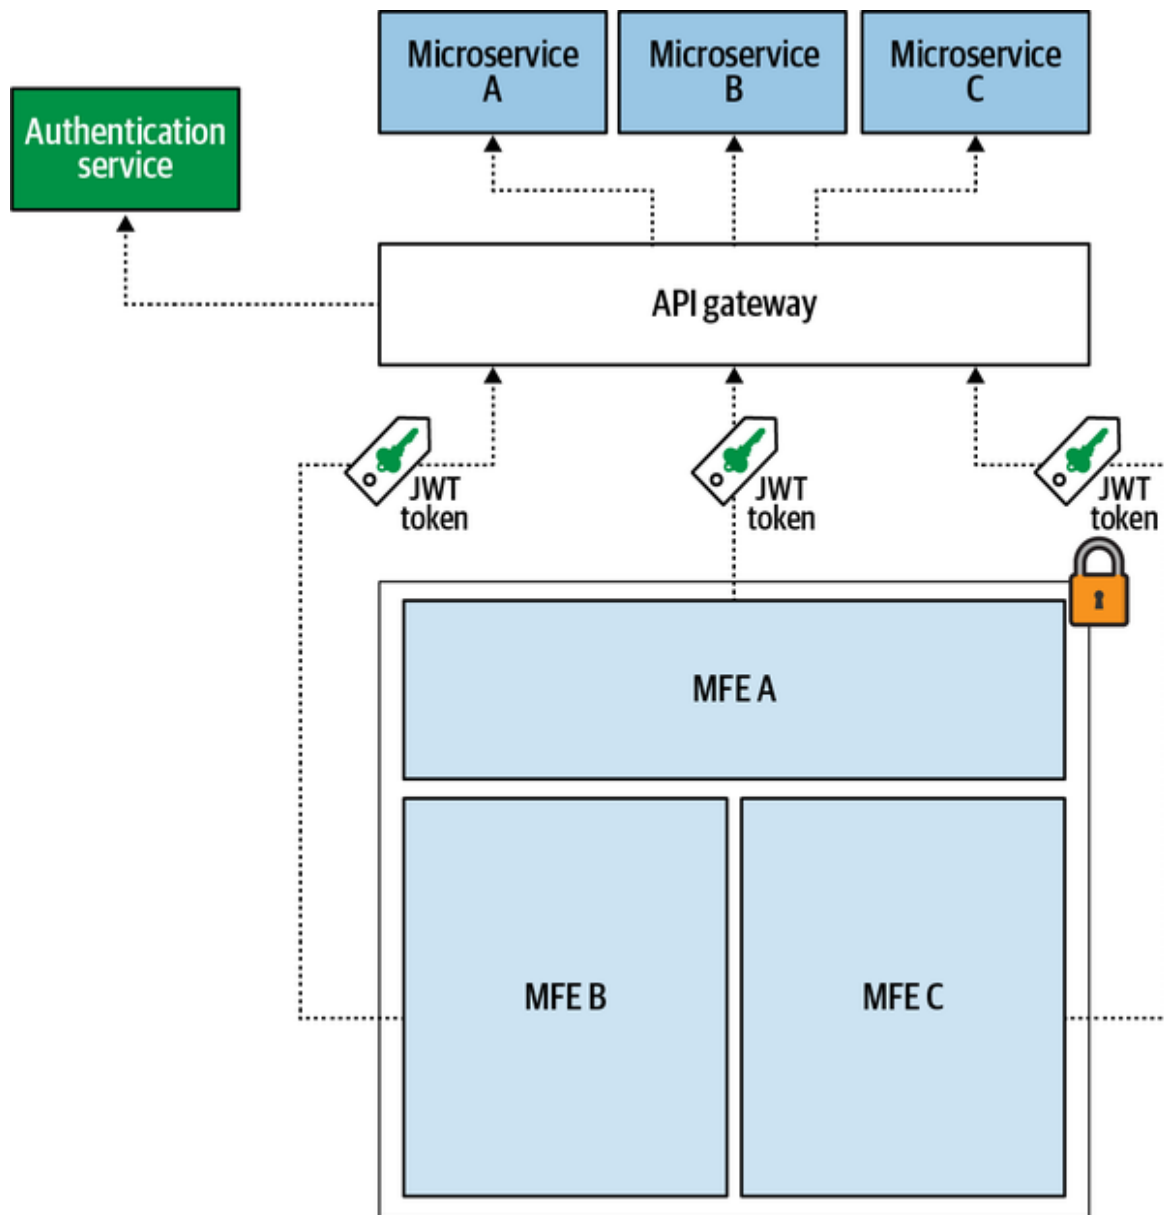 Microservice
A
Microservice
B
Microservice
C
Authentication
service
API gateway
JWT
token
JWT
token
JWT
token
MFE A
MFE B
MFE C